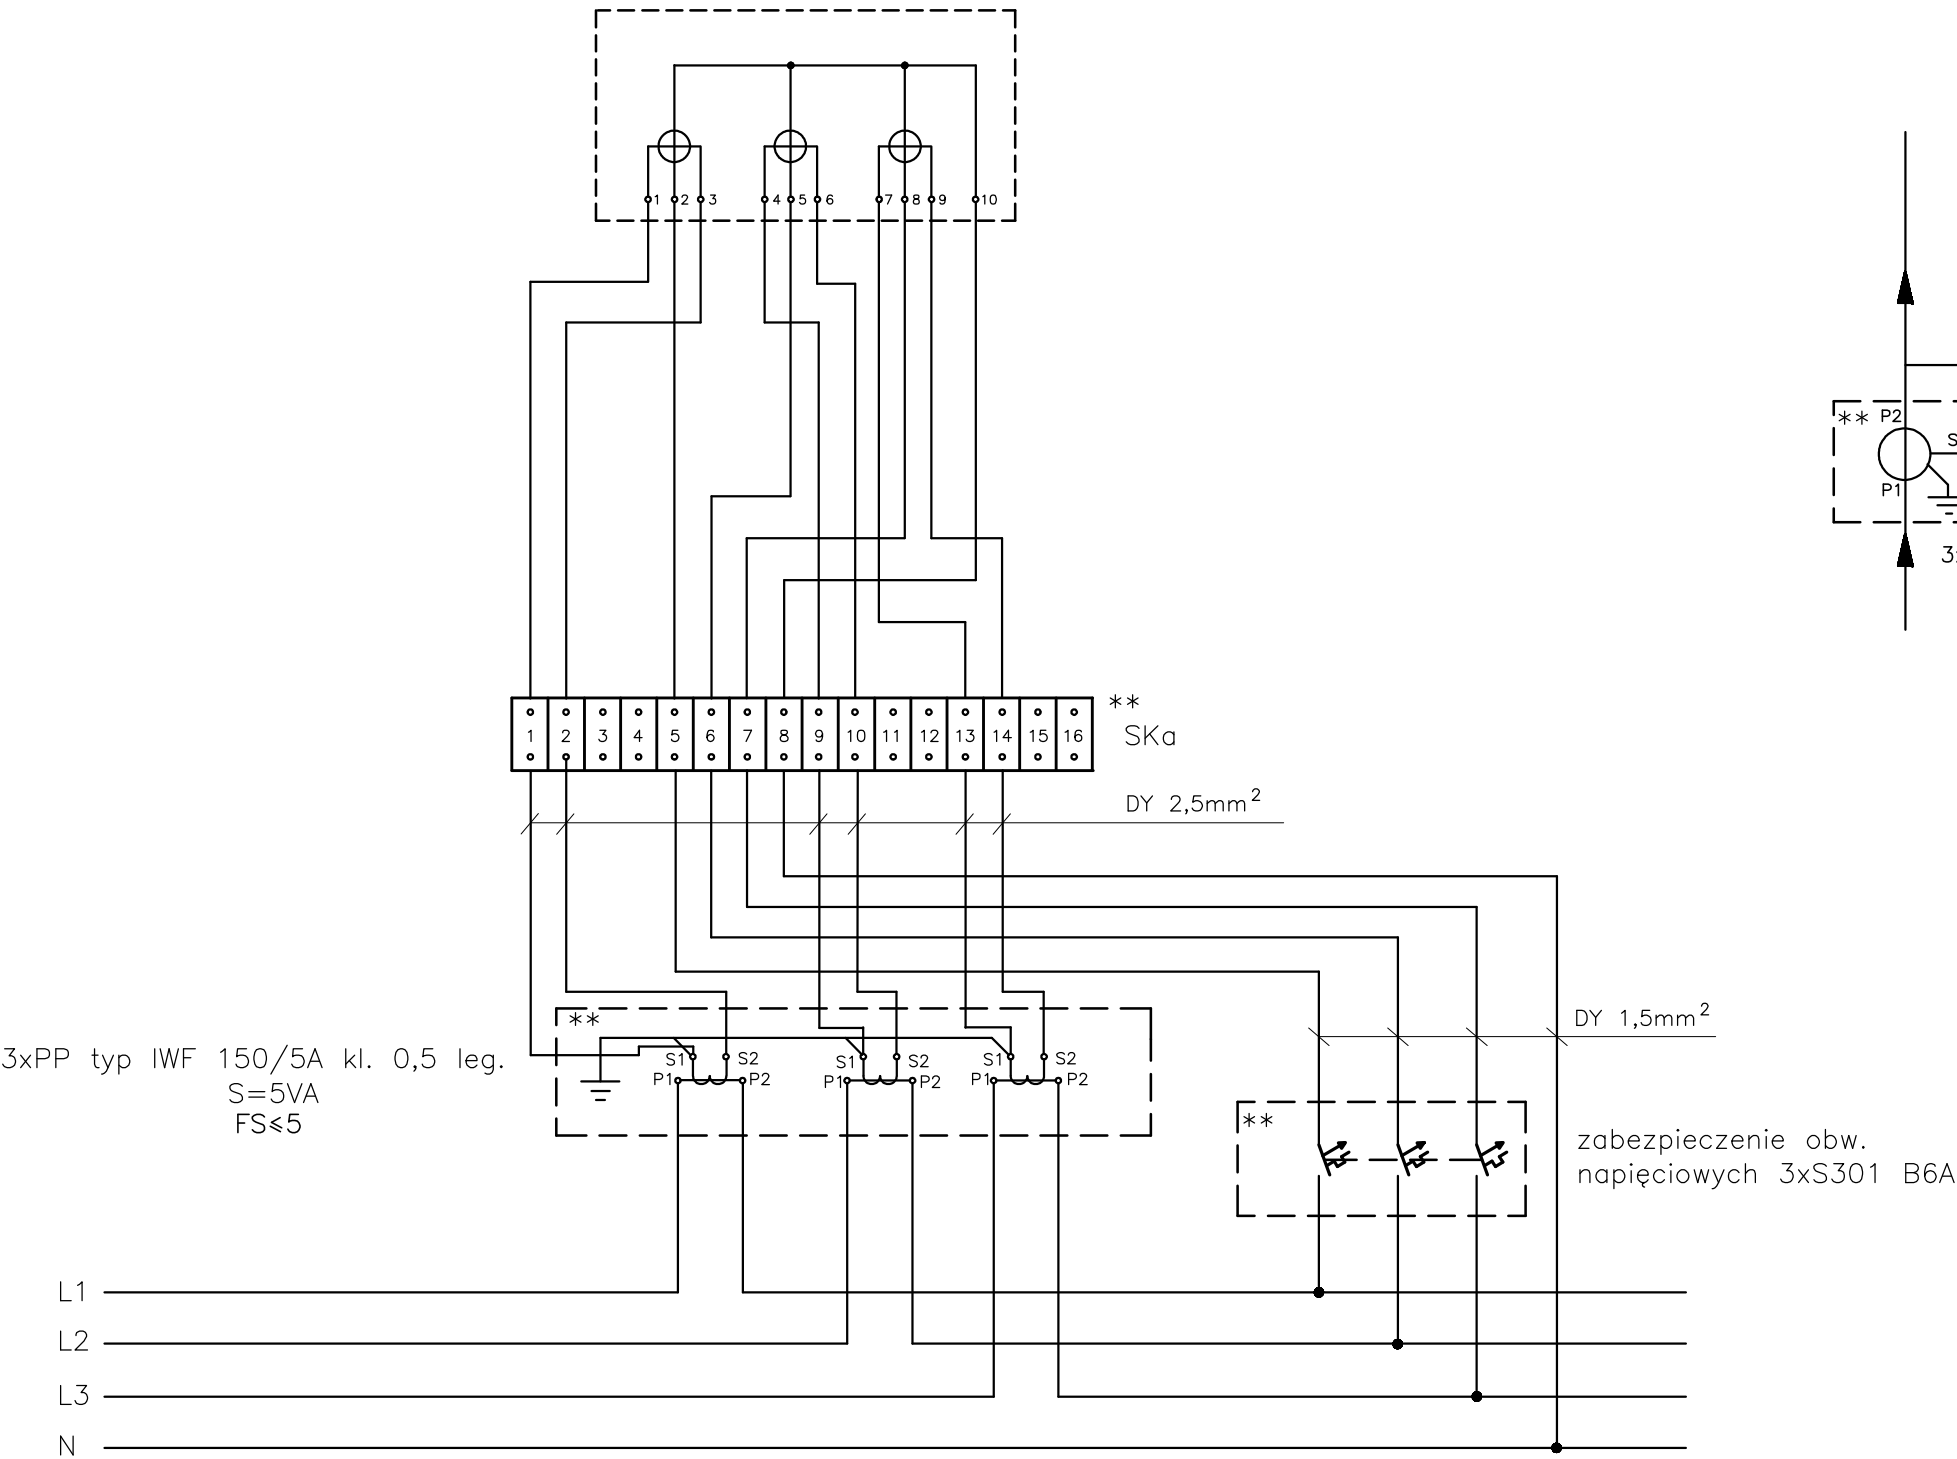 1 2 3 4 5 6 7 8 9 10
** P2
S
P1
3
**
1 2 3 4 5 6 7 8 9 10 11 12 13 14 15 16
SKa
DY 2,5mm²
DY 1,5mm²
**
3xPP typ IWF 150/5A kl. 0,5 leg.
S=5VA
FS⩽5
S1 S2 S1 S2 S1 S2
P1 P2 P1 P2 P1 P2
**
zabezpieczenie obw.
napięciowych 3xS301 B6A
L1
L2
L3
N